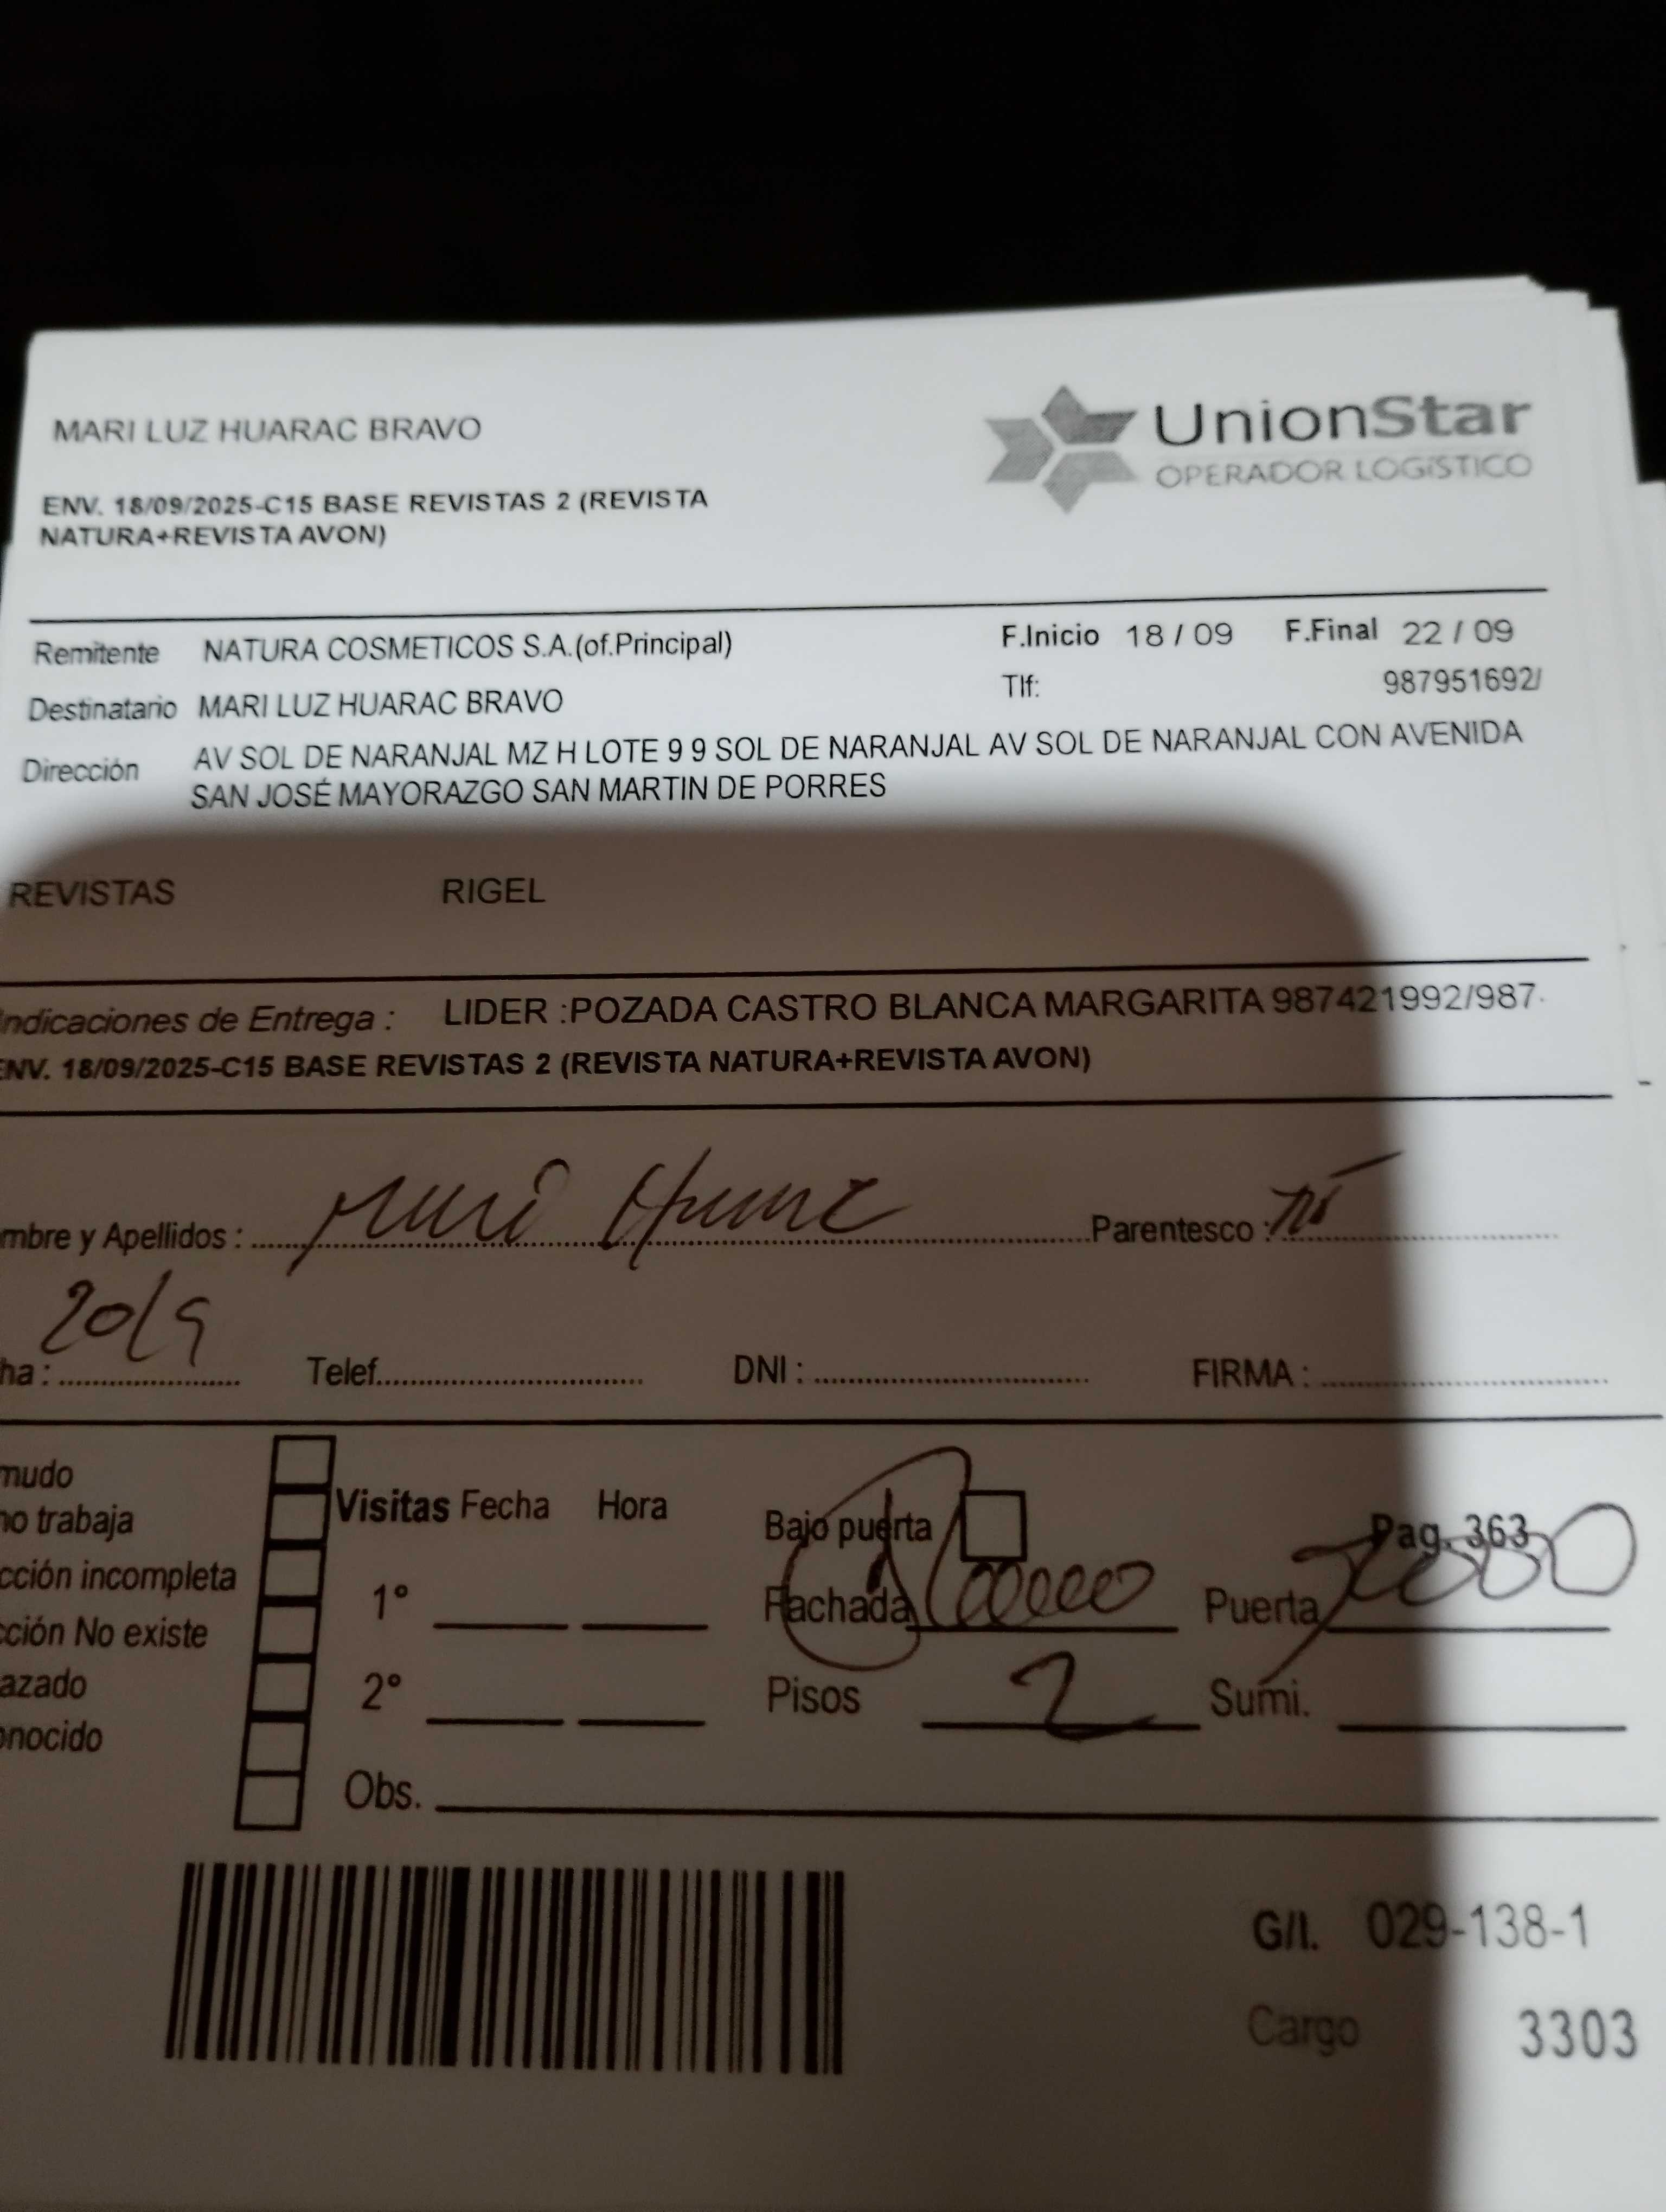 MARI LUZ HUARAC BRAVO
UnionStar
OPERADOR LOGÍSTICO
ENV. 18/09/2025-C15 BASE REVISTAS 2 (REVISTA
NATURA+REVISTA AVON)
Remitente NATURA COSMETICOS S.A.(of.Principal) F.Inicio 18 / 09 F.Final 22 / 09
Destinatario MARI LUZ HUARAC BRAVO Tlf: 987951692/
Dirección AV SOL DE NARANJAL MZ H LOTE 9 9 SOL DE NARANJAL AV SOL DE NARANJAL CON AVENIDA
SAN JOSÉ MAYORAZGO SAN MARTIN DE PORRES
REVISTAS RIGEL
Indicaciones de Entrega : LIDER :POZADA CASTRO BLANCA MARGARITA 987421992/987
ENV. 18/09/2025-C15 BASE REVISTAS 2 (REVISTA NATURA+REVISTA AVON)
mbre y Apellidos : Parentesco :
20/9
ha : Telef. DNI : FIRMA :
mudo
no trabaja
cción incompleta
cción No existe
azado
onocido
Visitas Fecha Hora
1°
2°
Obs.
Bajo puerta Pag. 363
Fachada Puerta
Pisos 2 Sumi.
G/I. 029-138-1
Cargo 3303